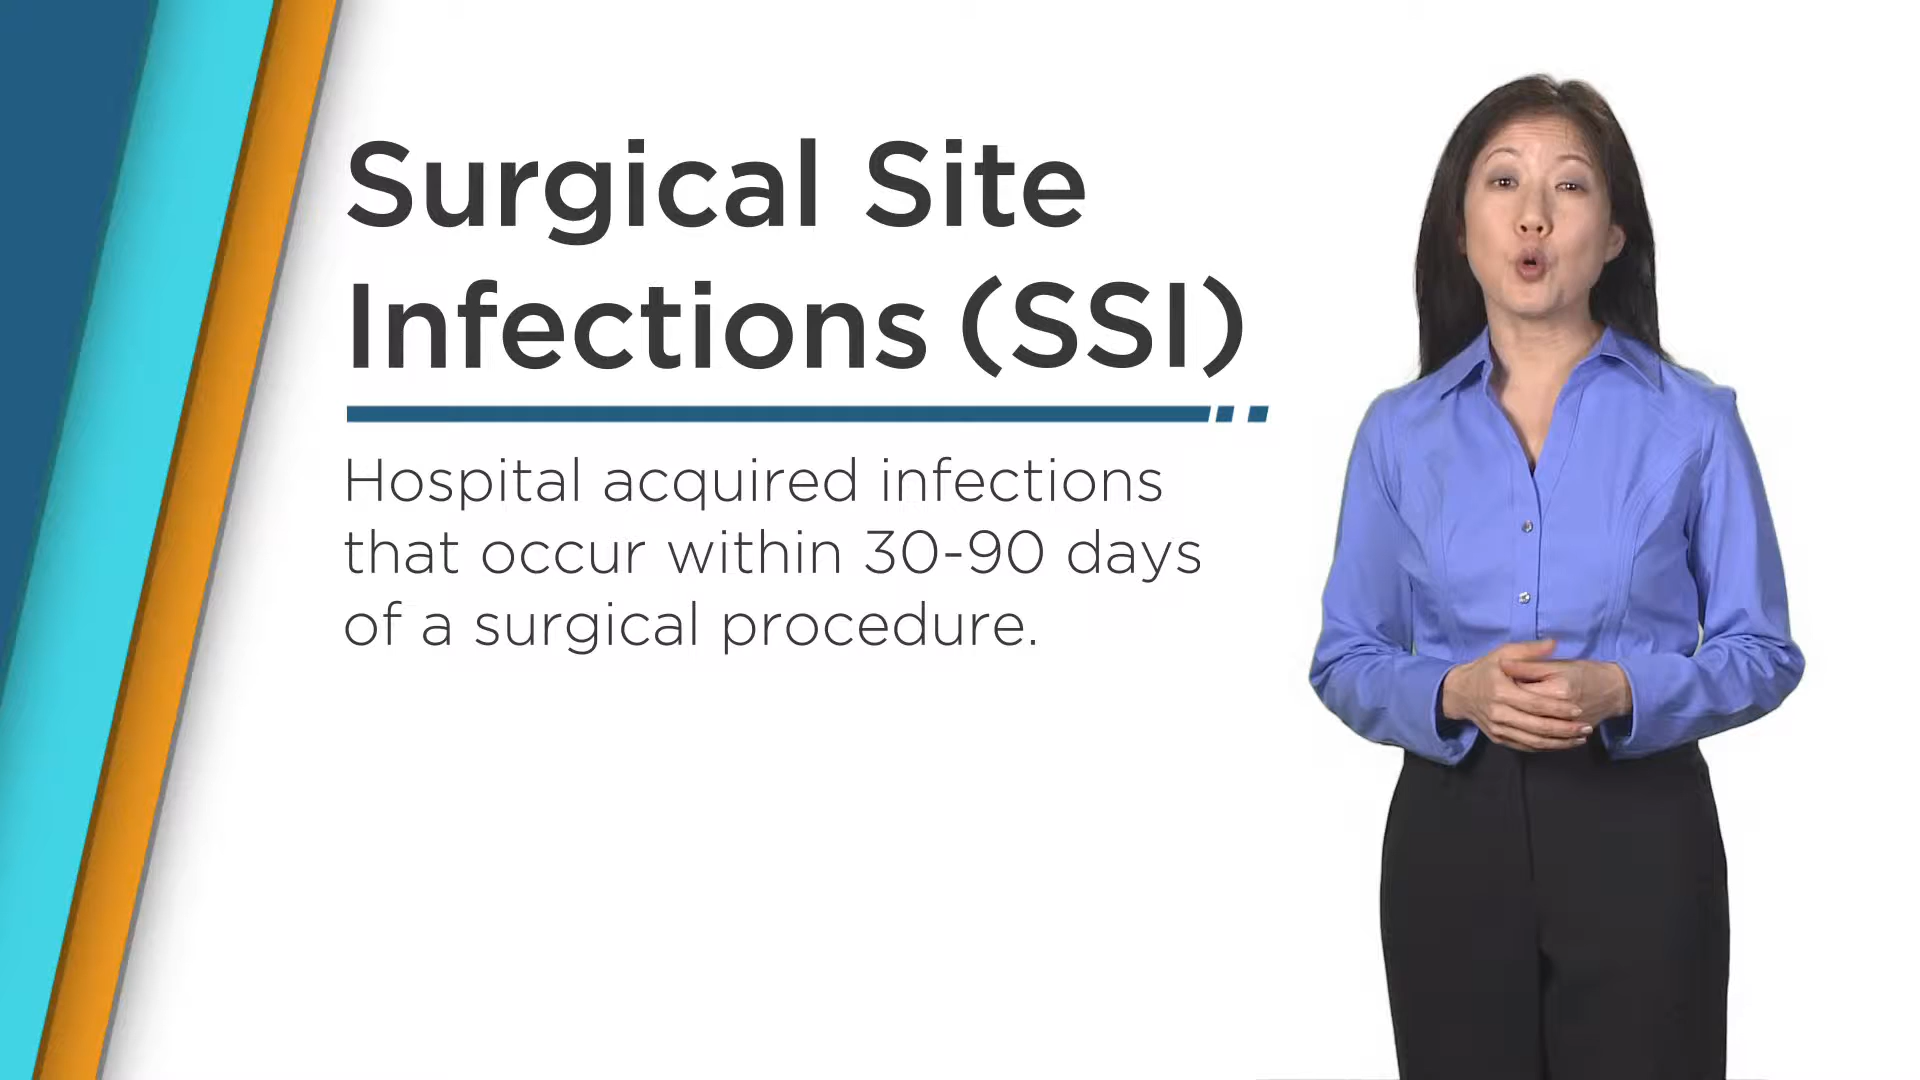 Surgical Site
Infections (SSI)
Hospital acquired infections
that occur within 30-90 days
of a surgical procedure.